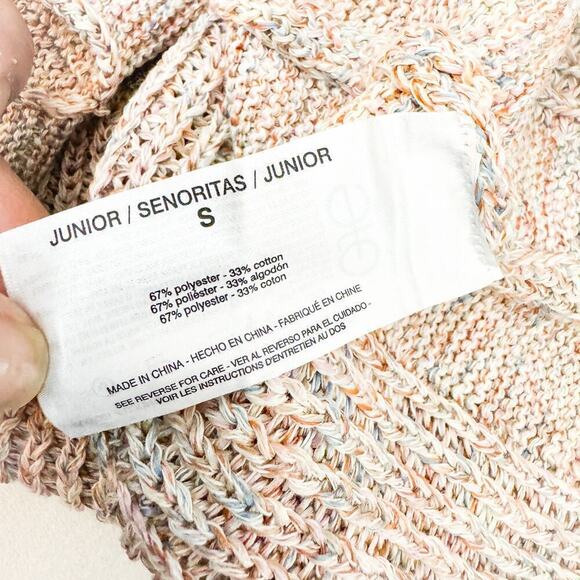 JUNIOR / SENORITAS / JUNIOR
S
67% polyester - 33% cotton
67% poliéster - 33% algodón
67% polyester - 33% coton
MADE IN CHINA - HECHO EN CHINA - FABRIQUÉ EN CHINE
SEE REVERSE FOR CARE - VER AL REVERSO PARA EL CUIDADO -
VOIR LES INSTRUCTIONS D'ENTRETIEN AU DOS